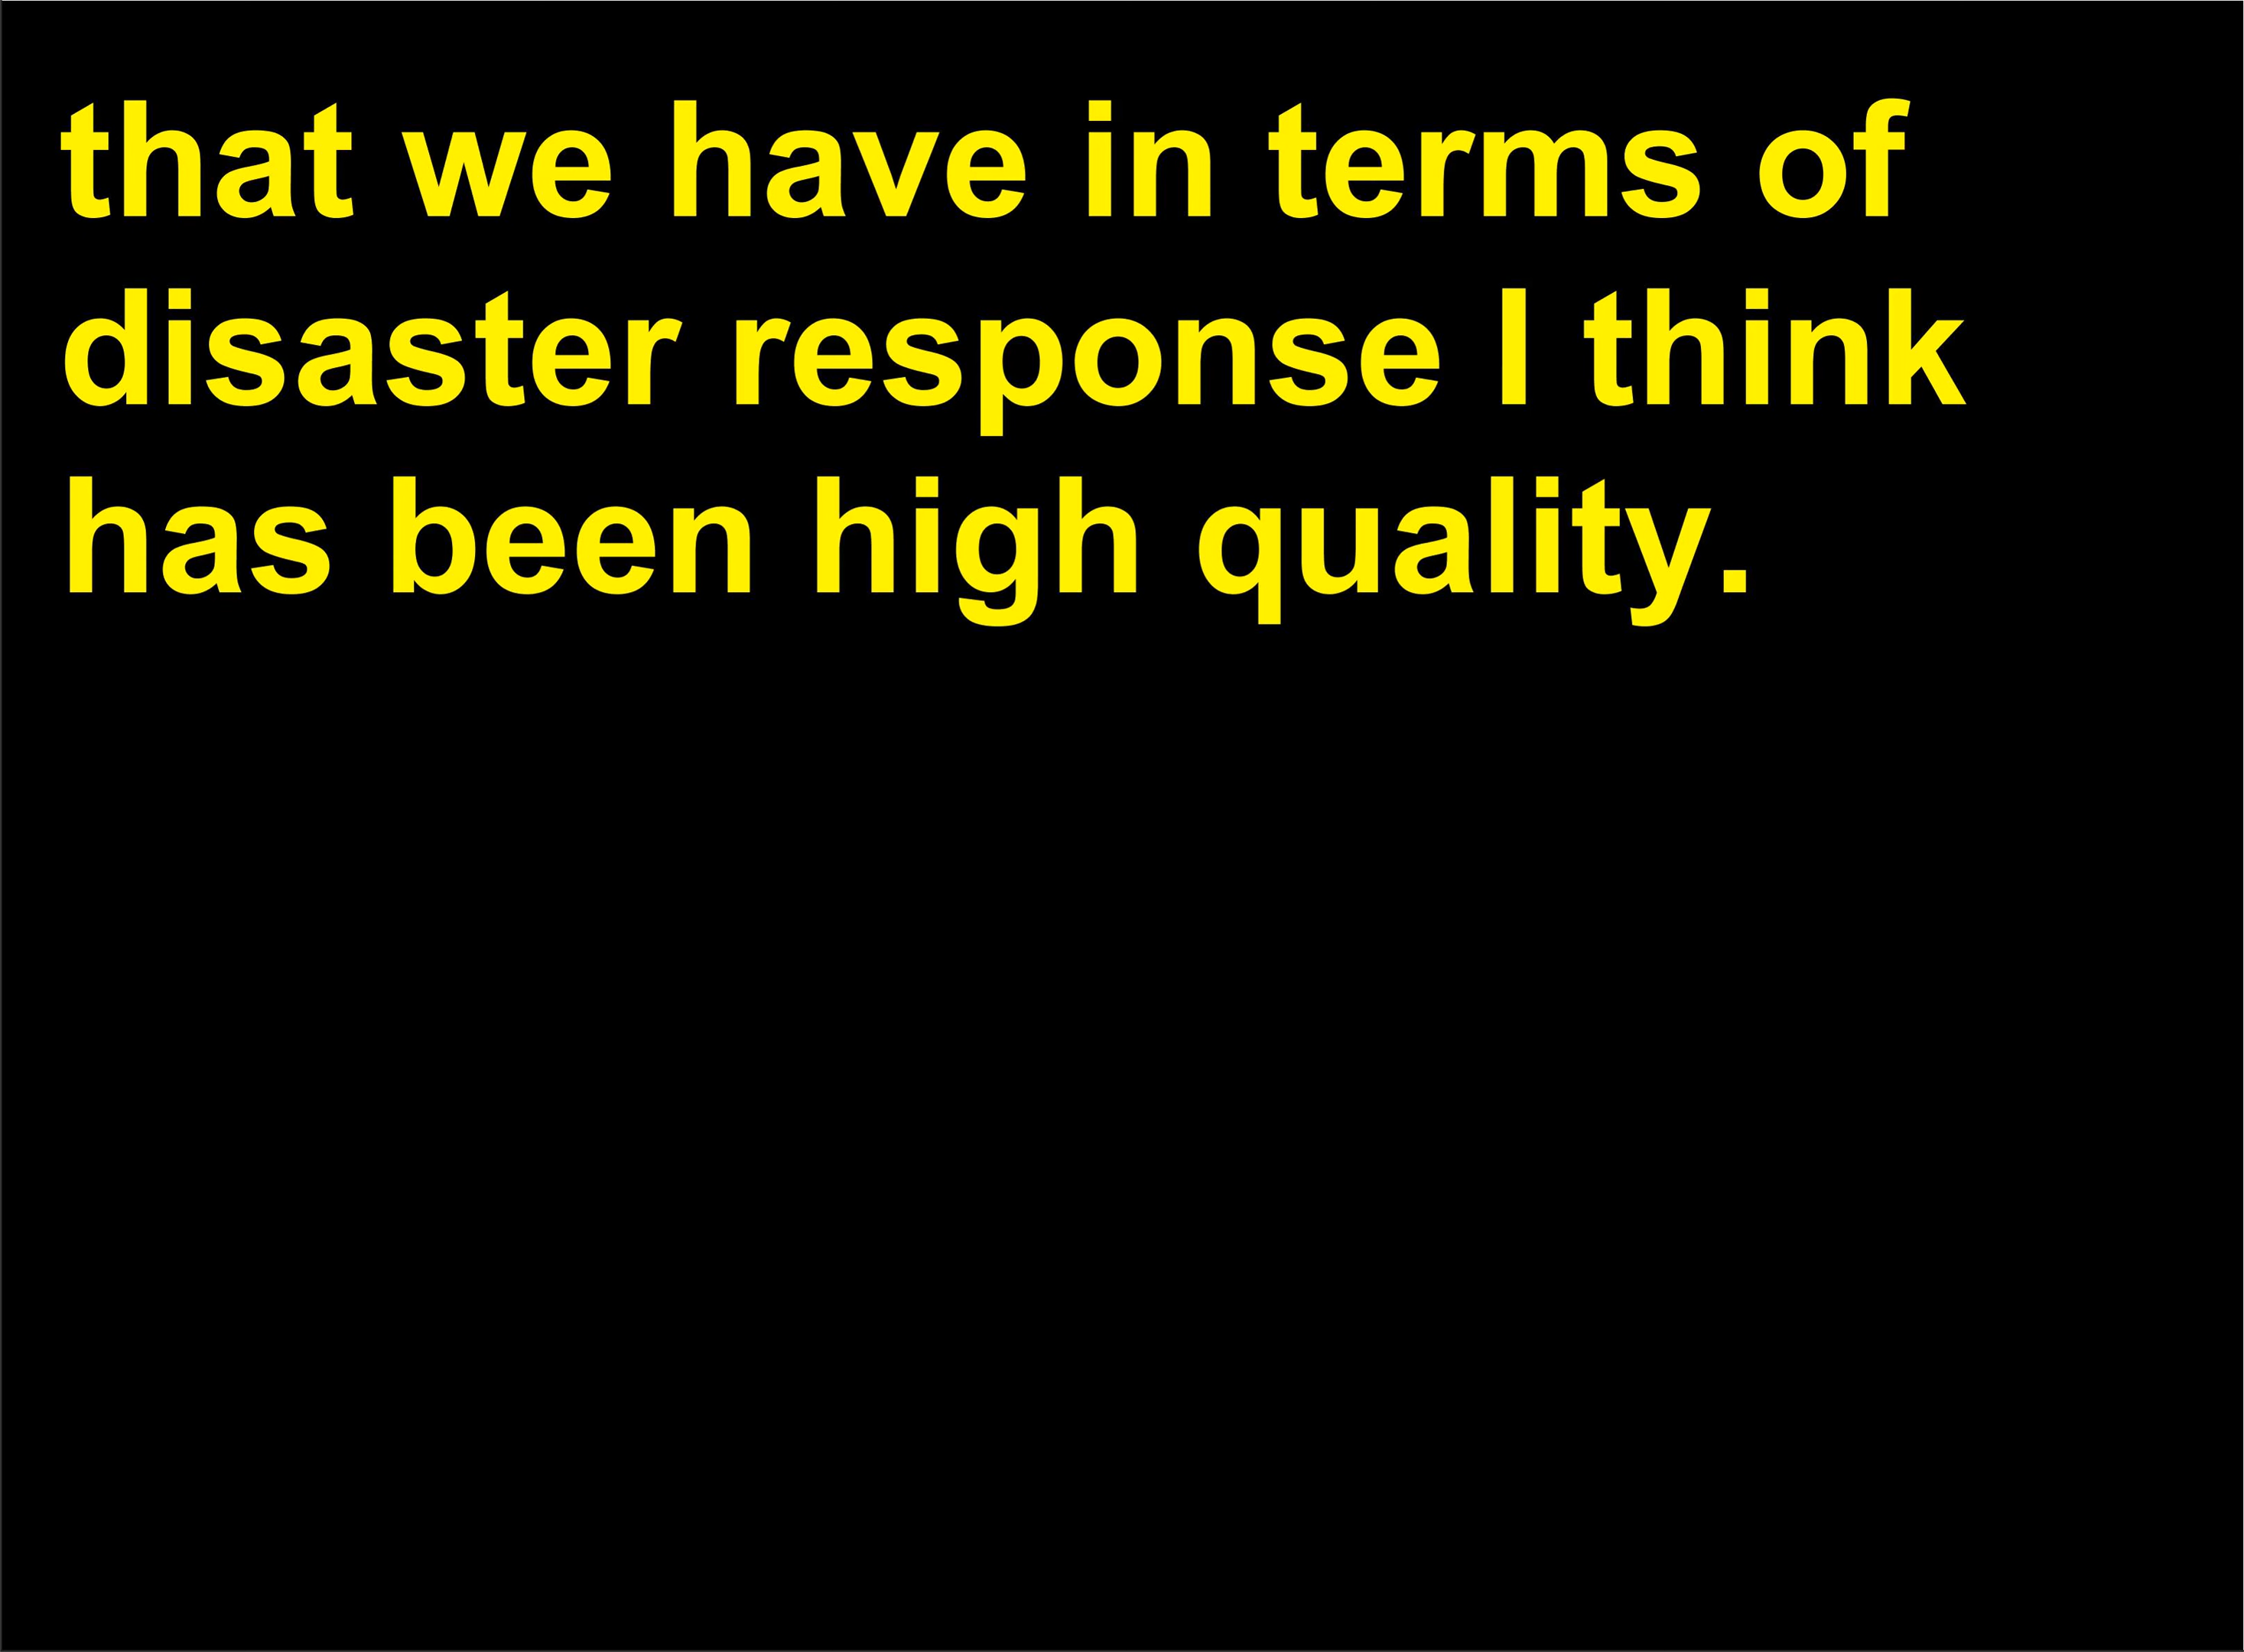 that we have in terms of
disaster response I think
has been high quality.